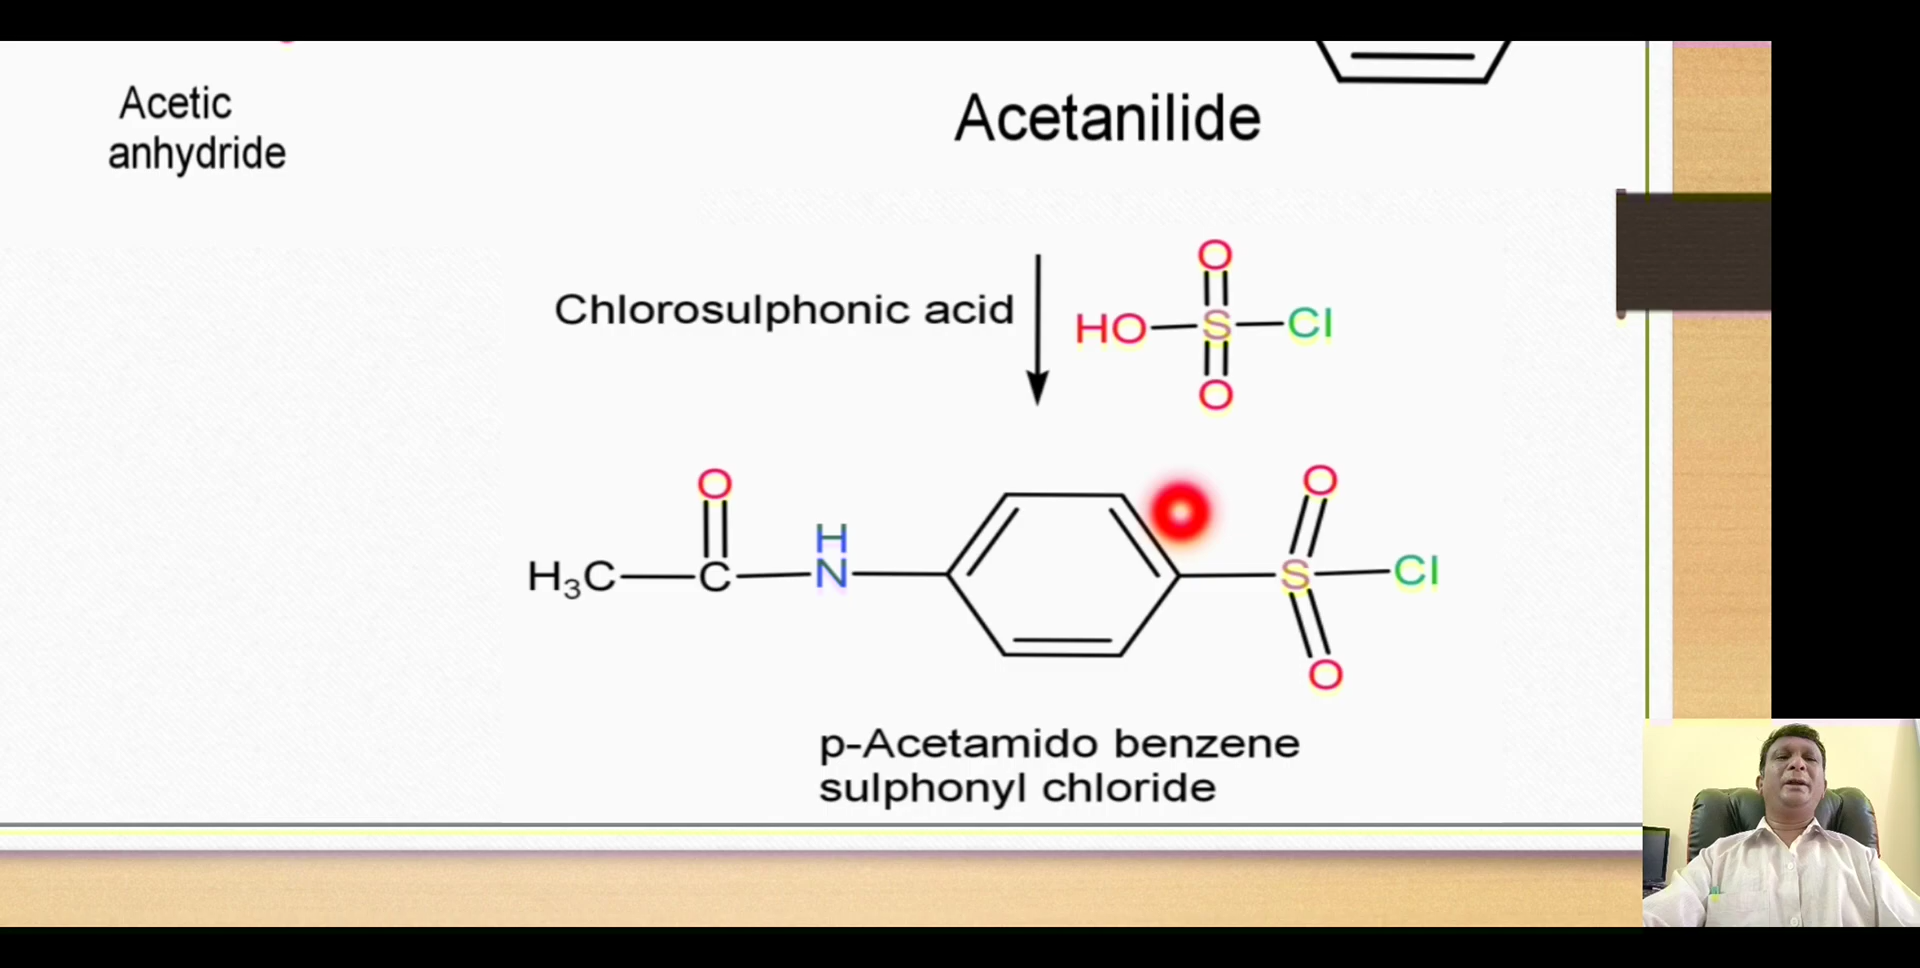 Acetic
anhydride
Acetanilide
Chlorosulphonic acid
O
HO S Cl
O
O
O
H
H3C C N S Cl
O
p-Acetamido benzene
sulphonyl chloride